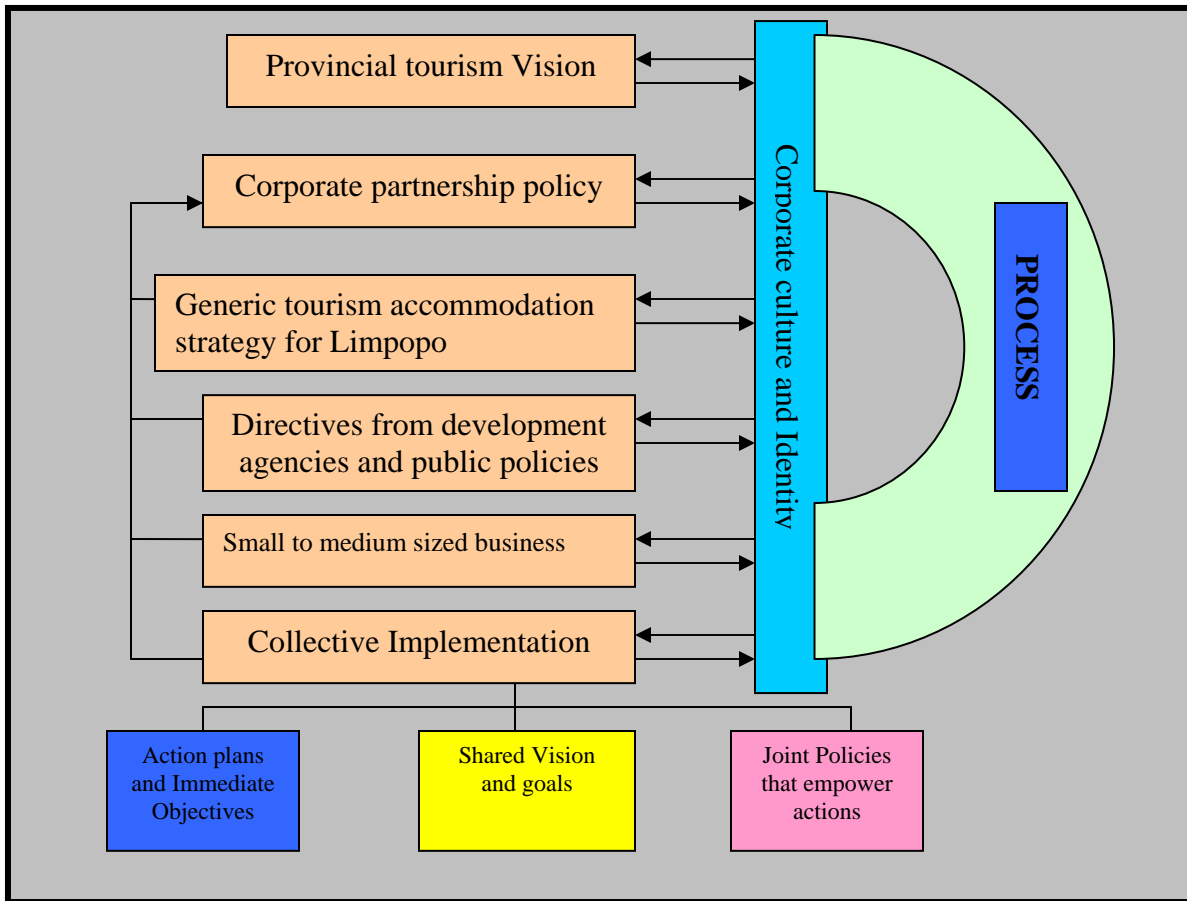 Provincial tourism Vision
Corporate partnership policy
Generic tourism accommodation
strategy for Limpopo
Directives from development
agencies and public policies
Small to medium sized business
Collective Implementation
Corporate culture and Identity
PROCESS
Action plans
and Immediate
Objectives
Shared Vision
and goals
Joint Policies
that empower
actions